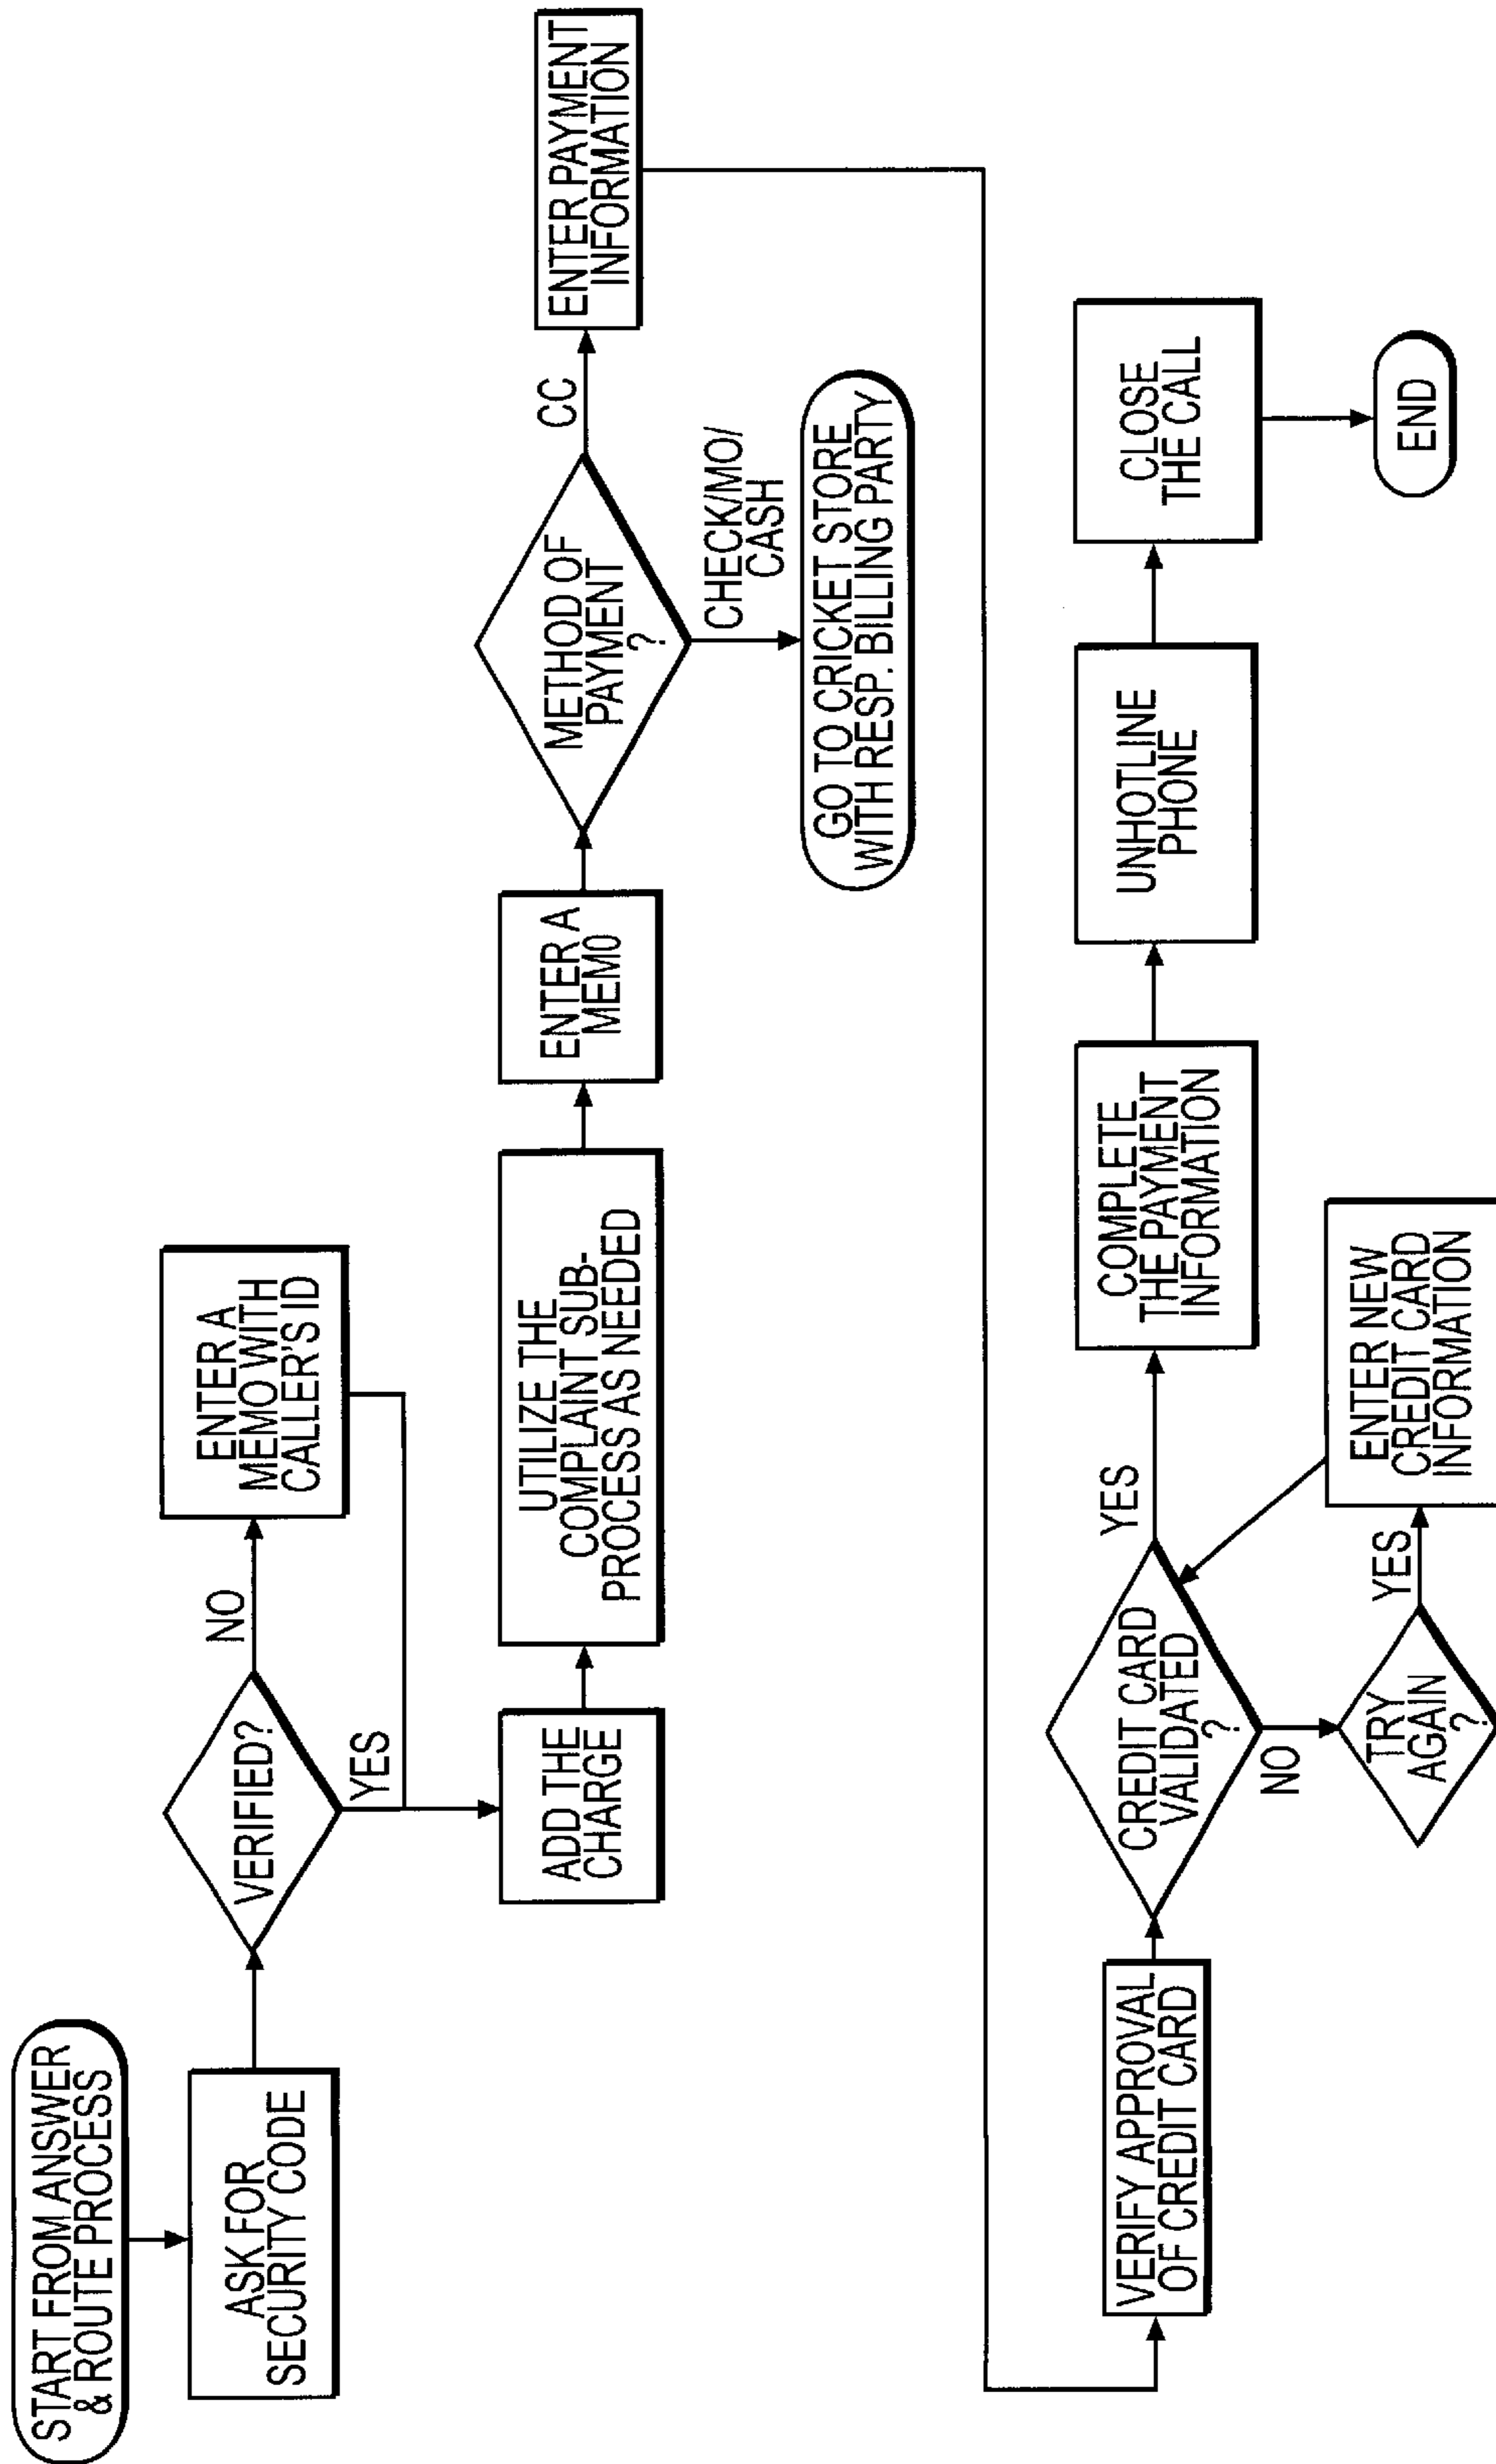 START FROM ANSWER
& ROUTE PROCESS
ASK FOR
SECURITY CODE
VERIFIED?
NO
ENTER A
MEMO WITH
CALLER'S ID
YES
ADD THE
CHARGE
UTILIZE THE
COMPLAINT SUB-
PROCESS AS NEEDED
ENTER A
MEMO
METHOD OF
PAYMENT
?
CC
ENTER PAYMENT
INFORMATION
CHECK/MO/
CASH
GO TO CRICKET STORE
WITH RESP. BILLING PARTY
VERIFY APPROVAL
OF CREDIT CARD
CREDIT CARD
VALIDATED
?
YES
COMPLETE
THE PAYMENT
INFORMATION
UNHOTLINE
PHONE
CLOSE
THE CALL
END
NO
TRY
AGAIN
?
YES
ENTER NEW
CREDIT CARD
INFORMATION